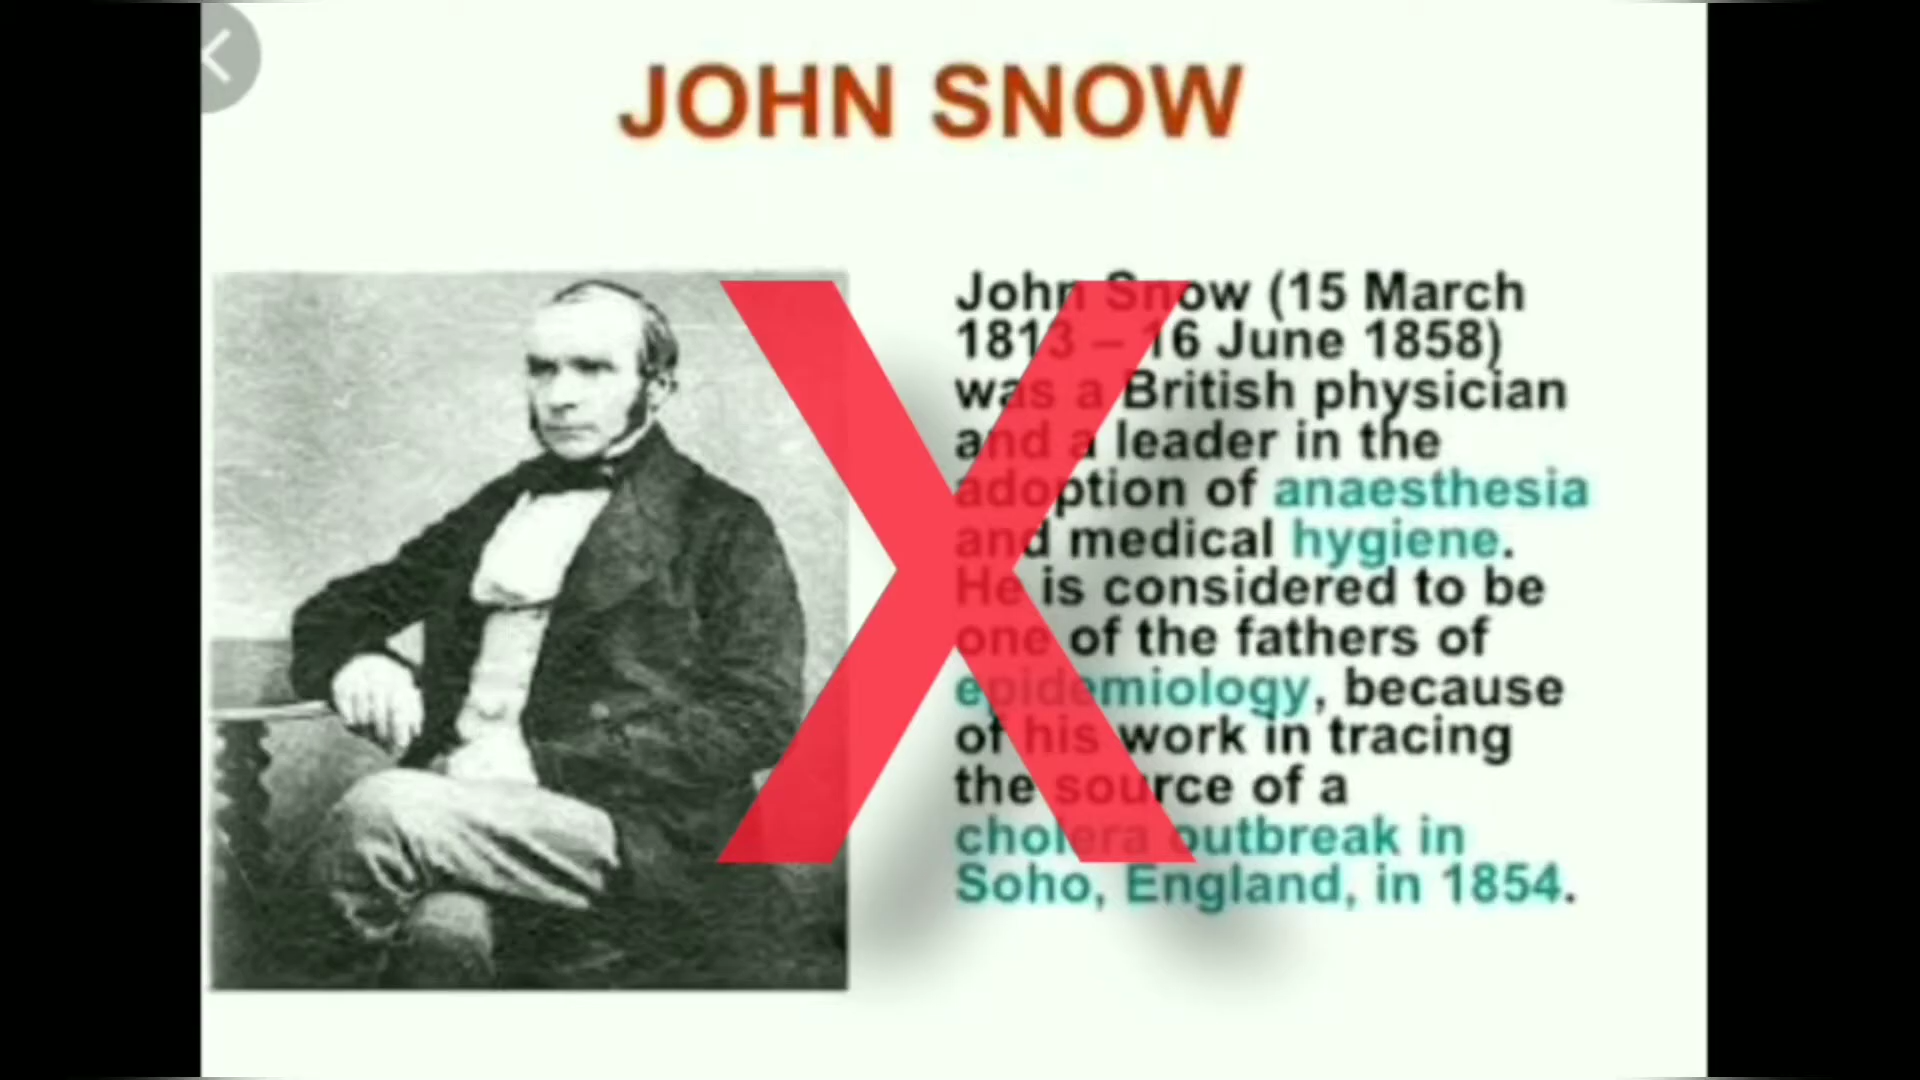 JOHN SNOW
John Snow (15 March
1813 – 16 June 1858)
was a British physician
and a leader in the
adoption of anaesthesia
and medical hygiene.
He is considered to be
one of the fathers of
epidemiology, because
of his work in tracing
the source of a
cholera outbreak in
Soho, England, in 1854.
X